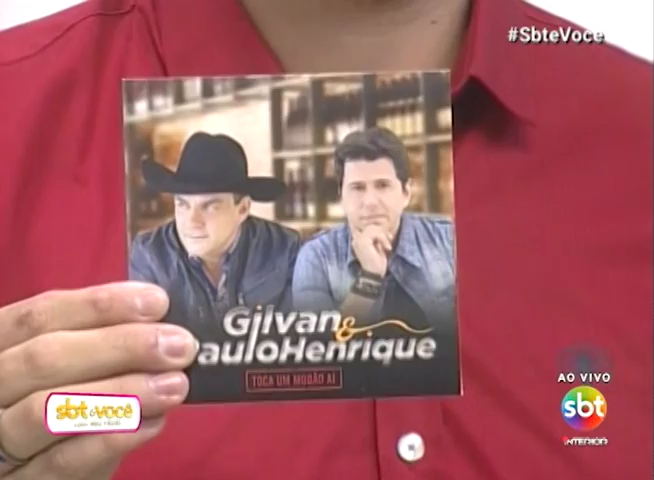 #SbteVoce
Gilvan &
PauloHenrique
TOCA UM MODÃO AÍ
AO VIVO
sbt
INTERIOR
sbt e você